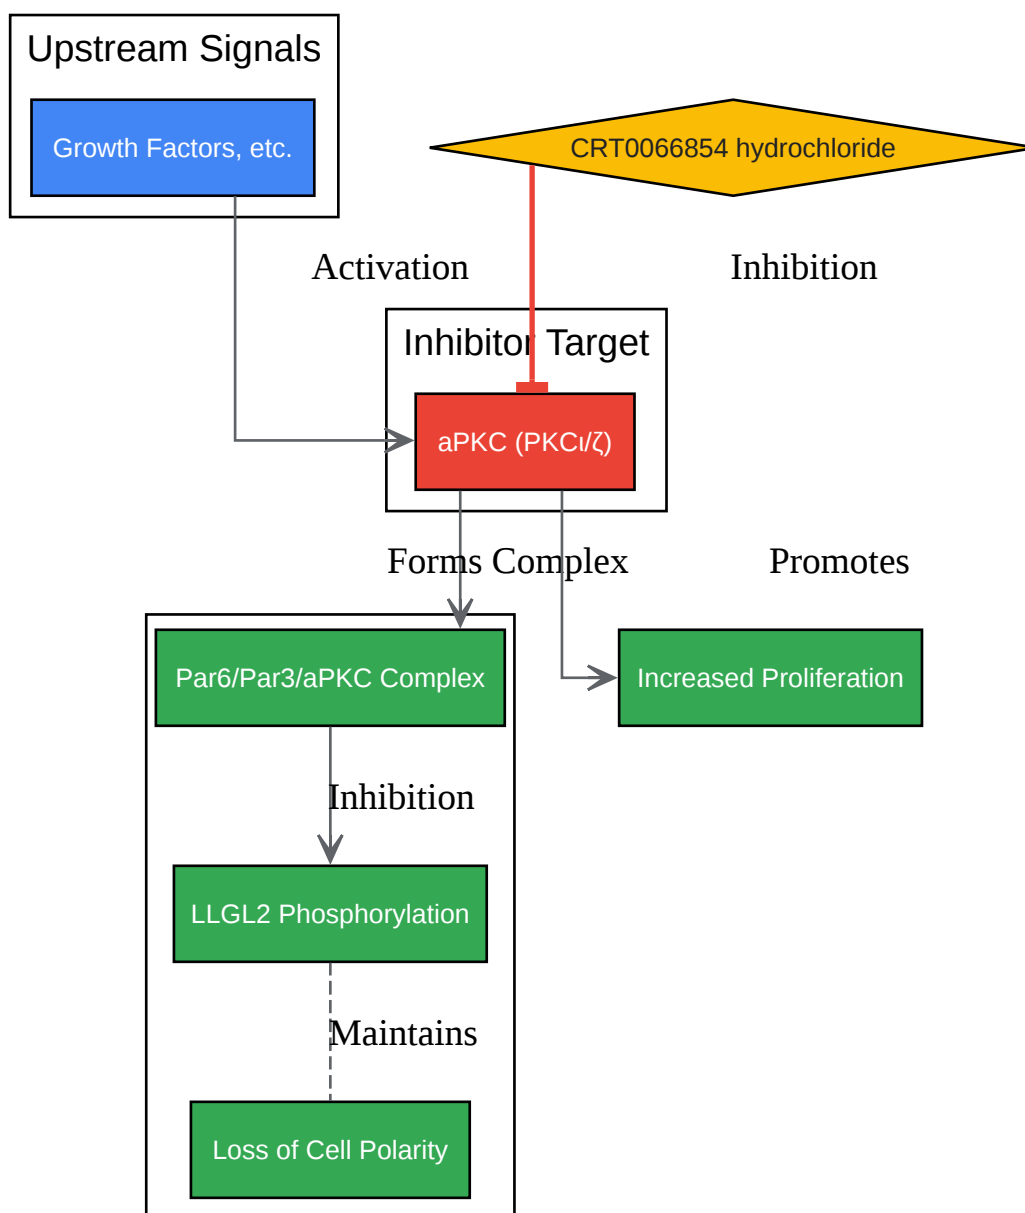 Upstream Signals
Growth Factors, etc.
CRT0066854 hydrochloride
Activation
Inhibition
Inhibitor Target
aPKC (PKCι/ζ)
Forms Complex
Promotes
Par6/Par3/aPKC Complex
Increased Proliferation
Inhibition
LLGL2 Phosphorylation
Maintains
Loss of Cell Polarity